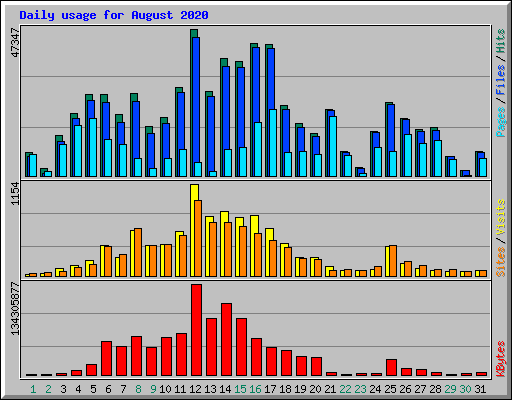 Daily usage for August 2020
47347
Pages / Files / Hits
1154
Sites / Visits
134305877
KBytes
1 2 3 4 5 6 7 8 9 10 11 12 13 14 15 16 17 18 19 20 21 22 23 24 25 26 27 28 29 30 31